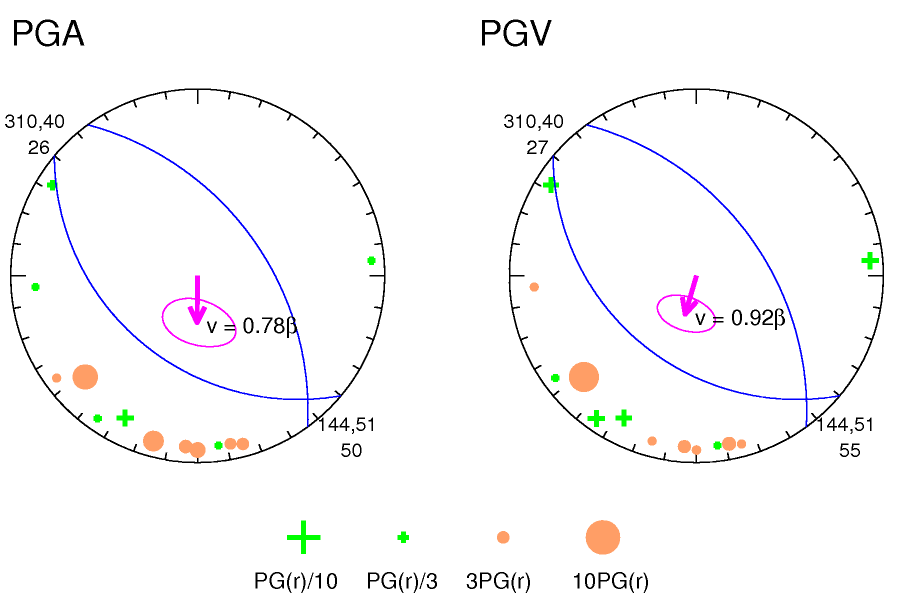 PGA PGV
310,40 310,40
26 27
v = 0.78β v = 0.92β
144,51 144,51
50 55
PG(r)/10 PG(r)/3 3PG(r) 10PG(r)